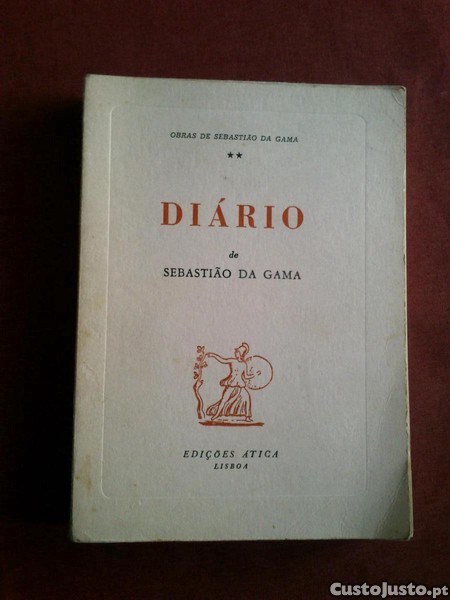 OBRAS DE SEBASTIÃO DA GAMA
★★
DIÁRIO
de
SEBASTIÃO DA GAMA
EDIÇÕES ÁTICA
LISBOA
CustoJusto.pt